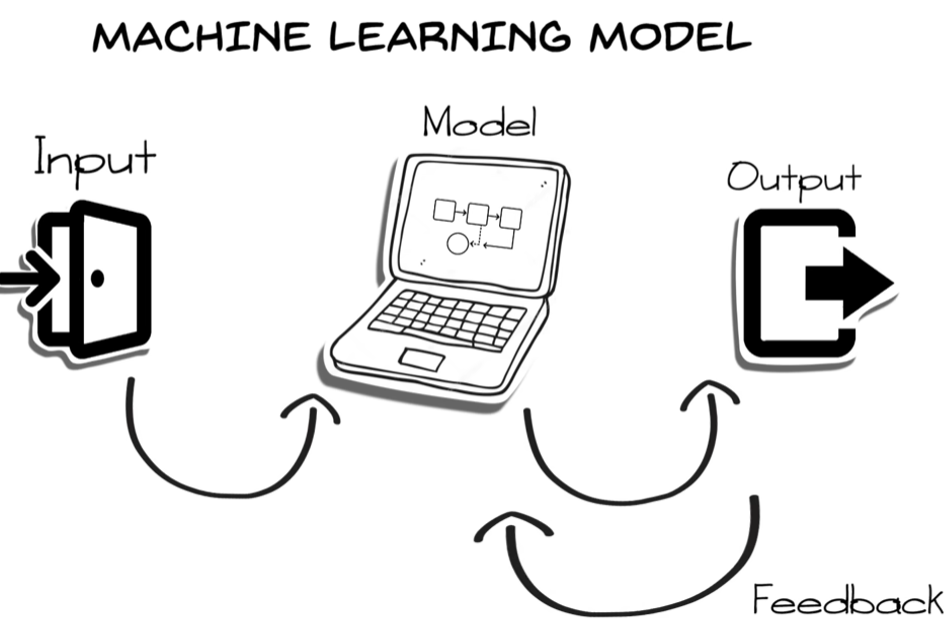 MACHINE LEARNING MODEL
Model
Input
Output
Feedback